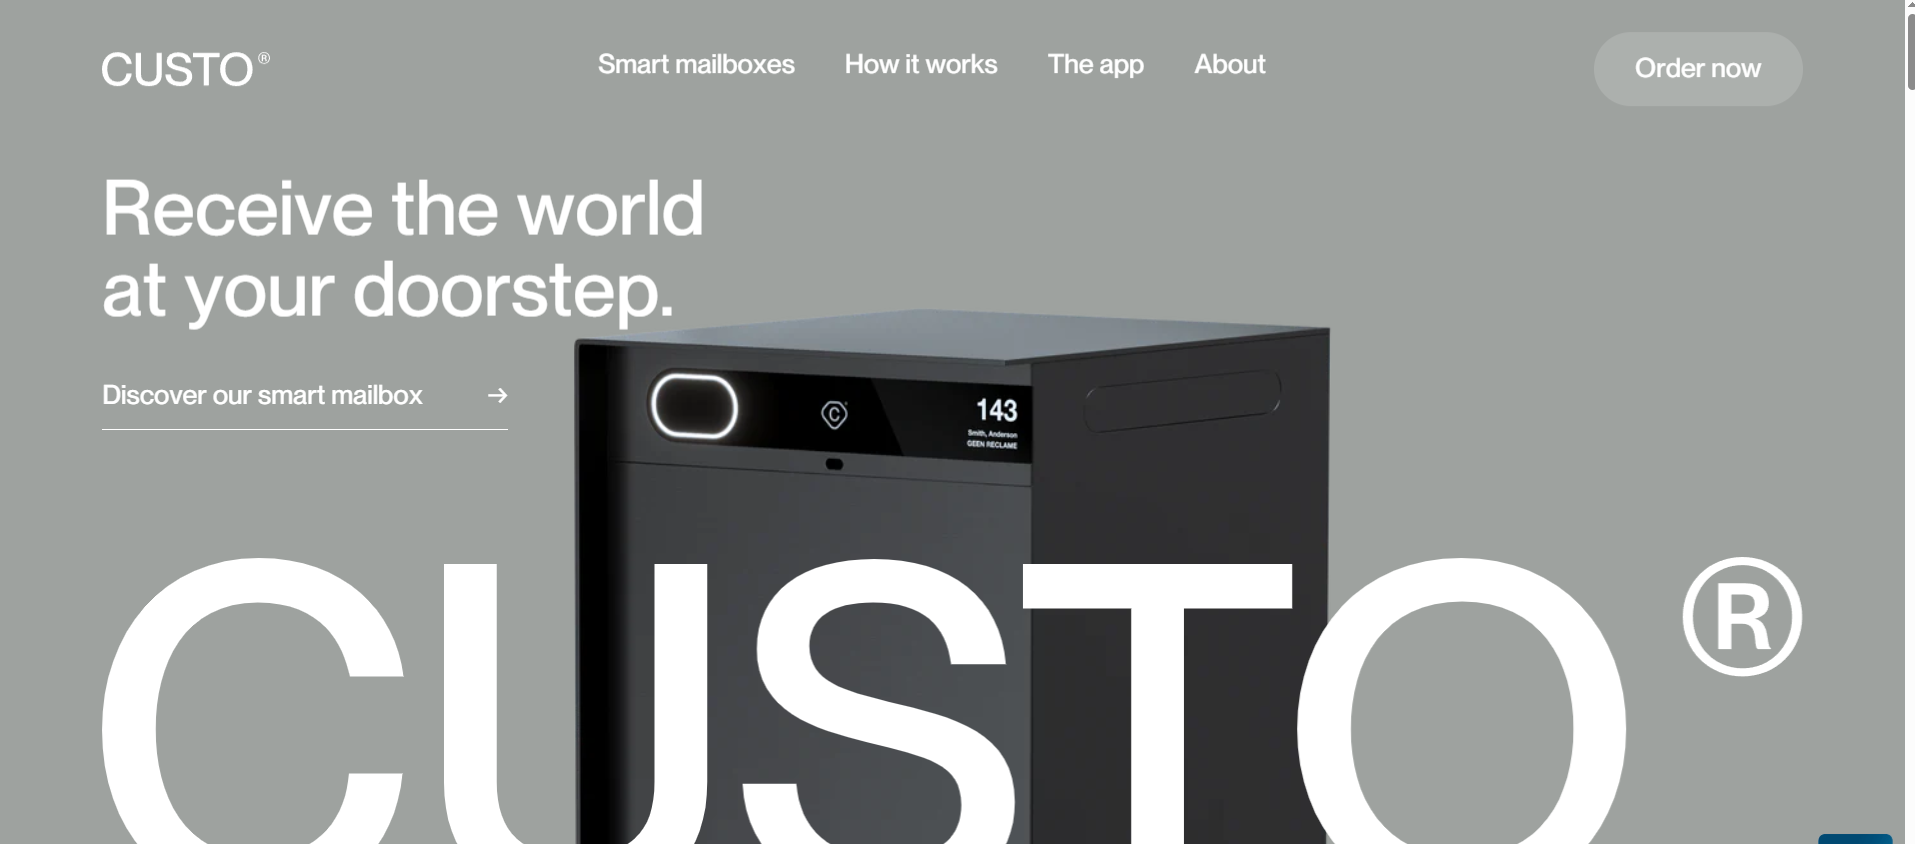 CUSTO®
Smart mailboxes
How it works
The app
About
Order now
Receive the world
at your doorstep.
Discover our smart mailbox →
C
143
Smith, Anderson
GEEN RECLAME
CUSTO®